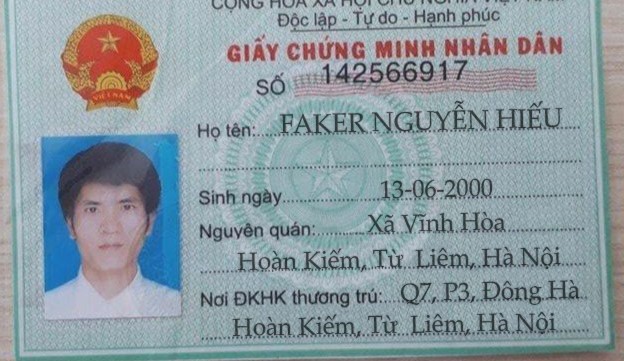 CỘNG HÒA XÃ HỘI CHỦ NGHĨA VIỆT NAM
Độc lập - Tự do - Hạnh phúc
GIẤY CHỨNG MINH NHÂN DÂN
SỐ 142566917
VIỆT NAM
Họ tên: FAKER NGUYỄN HIẾU
Sinh ngày 13-06-2000
Nguyên quán: Xã Vĩnh Hòa
Hoàn Kiếm, Từ Liêm, Hà Nội
Nơi ĐKHK thường trú: Q7, P3, Đông Hà
Hoàn Kiếm, Từ Liêm, Hà Nội